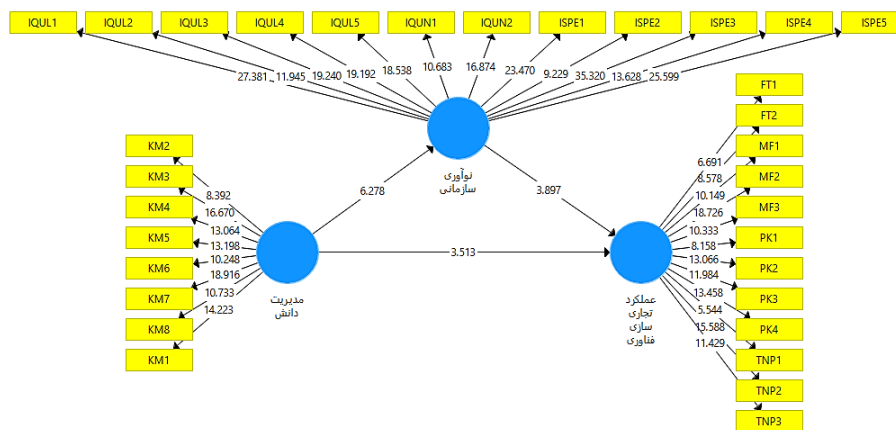 IQUL1 IQUL2 IQUL3 IQUL4 IQUL5 IQUN1 IQUN2 ISPE1 ISPE2 ISPE3 ISPE4 ISPE5
27.381 11.945 19.240 19.192 18.538 10.683 16.874 23.470 9.229 35.320 13.628 25.599
نوآوری
سازمانی
6.278
3.897
3.513
KM2
KM3
KM4
KM5
KM6
KM7
KM8
KM1
8.392
16.670
13.064
13.198
10.248
18.916
10.733
14.223
مدیریت
دانش
عملکرد
تجاری
سازی
فناوری
6.691
8.578
10.149
18.726
10.333
8.158
13.066
11.984
13.458
5.544
15.588
11.429
FT1
FT2
MF1
MF2
MF3
PK1
PK2
PK3
PK4
TNP1
TNP2
TNP3